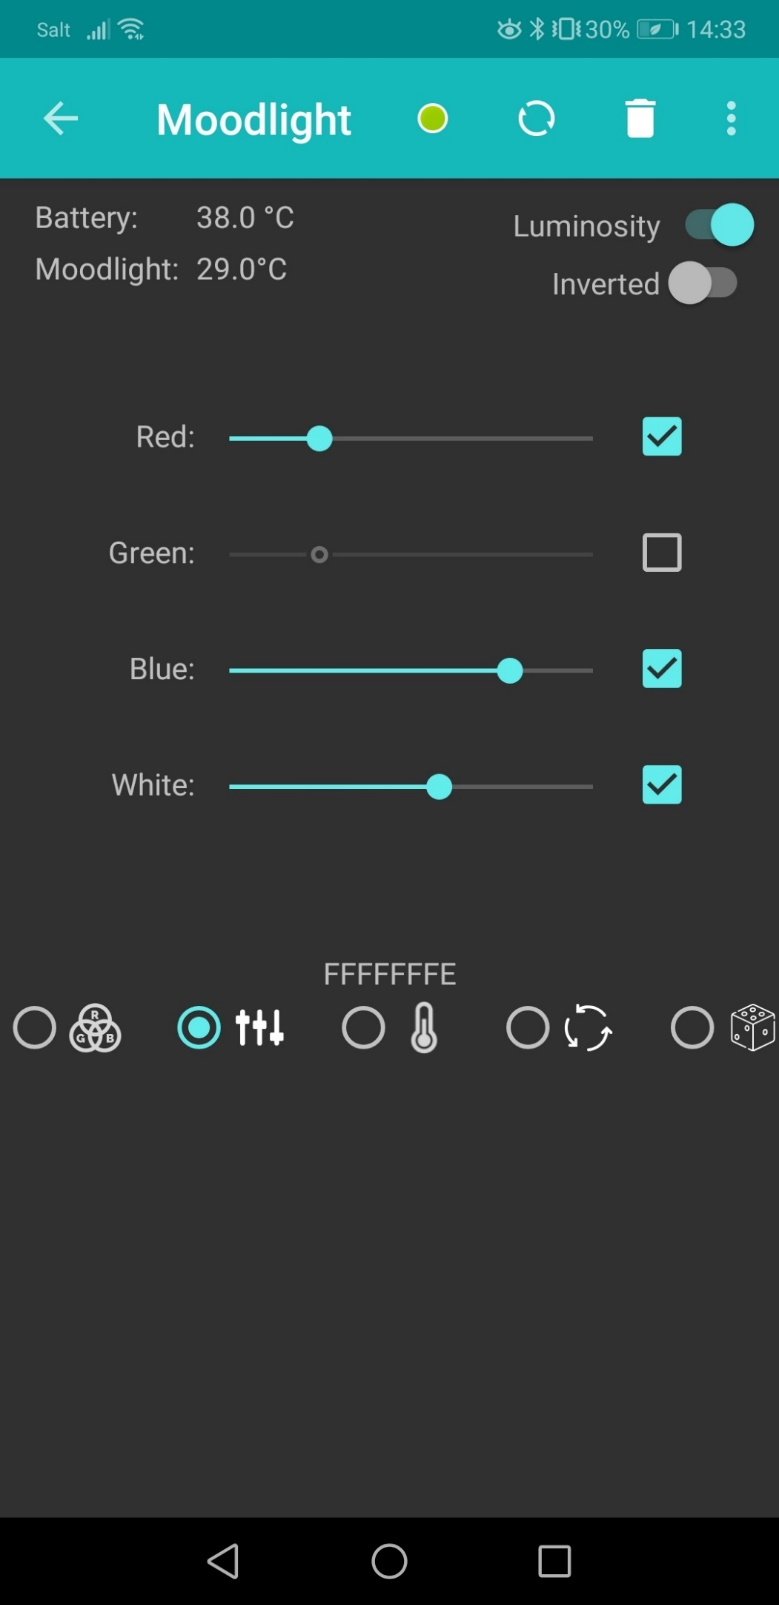 Salt 30% 14:33
Moodlight
Battery: 38.0 °C
Luminosity
Moodlight: 29.0°C
Inverted
Red:
Green:
Blue:
White:
FFFFFFFE
R
G B